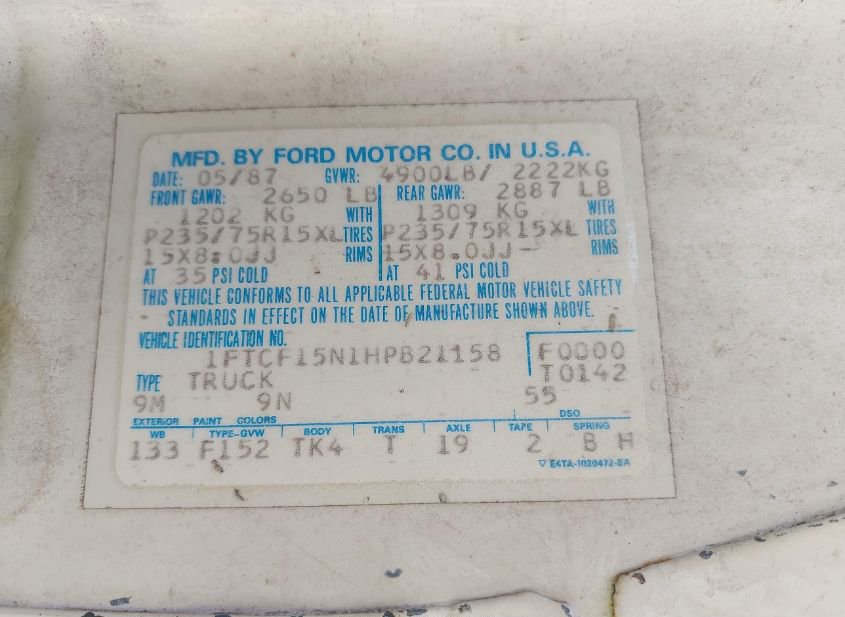 MFD. BY FORD MOTOR CO. IN U.S.A.
DATE: 05/87 GVWR: 4900LB/ 2222KG
FRONT GAWR: 2650 LB REAR GAWR: 2887 LB
1202 KG WITH 1309 KG WITH
P235/75R15XL TIRES P235/75R15XL TIRES
15X8.0JJ RIMS 15X8.0JJ RIMS
AT 35 PSI COLD AT 41 PSI COLD
THIS VEHICLE CONFORMS TO ALL APPLICABLE FEDERAL MOTOR VEHICLE SAFETY
STANDARDS IN EFFECT ON THE DATE OF MANUFACTURE SHOWN ABOVE.
VEHICLE IDENTIFICATION NO.
1FTCF15N1HPB21158 F0000
TYPE TRUCK T0142
9M 9N 55
EXTERIOR PAINT COLORS DSO
WB TYPE-GVW BODY TRANS AXLE TAPE SPRING
133 F152 TK4 T 19 2 B H
▽ E4TA-1020472-EA